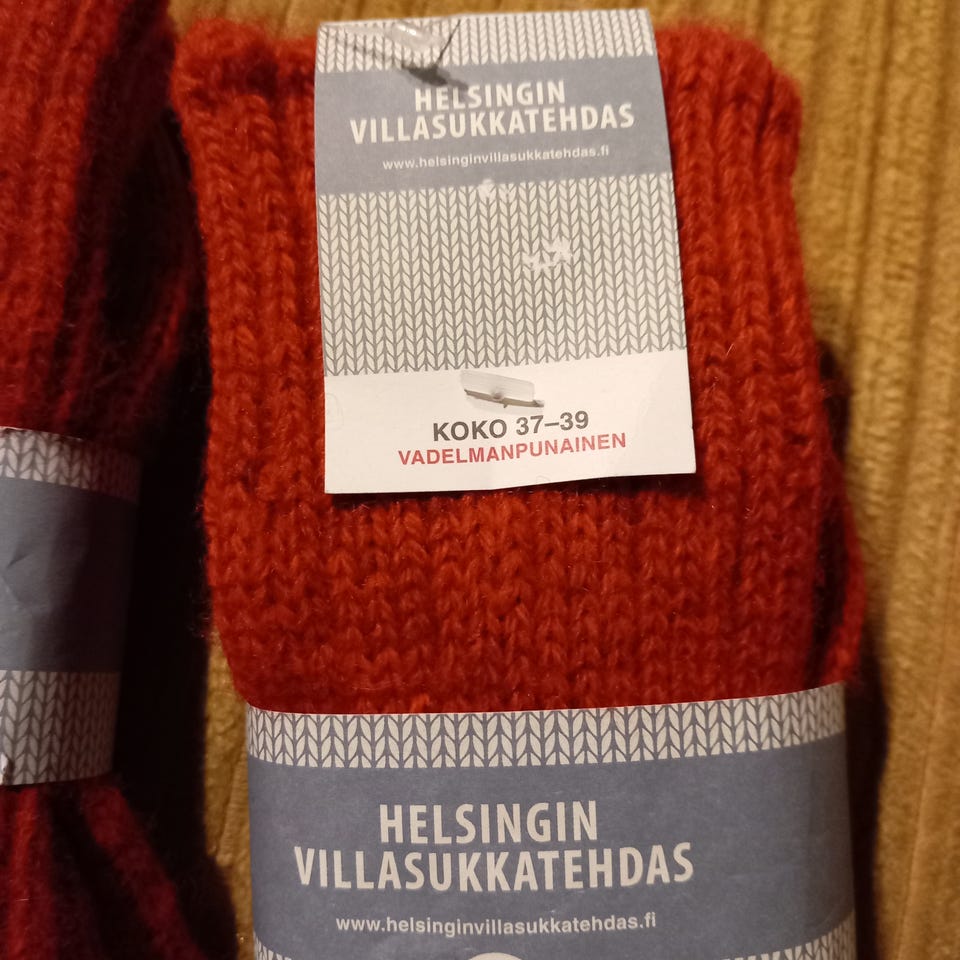 HELSINGIN
VILLASUKKATEHDAS
www.helsinginvillasukkatehdas.fi
KOKO 37–39
VADELMANPUNAINEN
HELSINGIN
VILLASUKKATEHDAS
www.helsinginvillasukkatehdas.fi